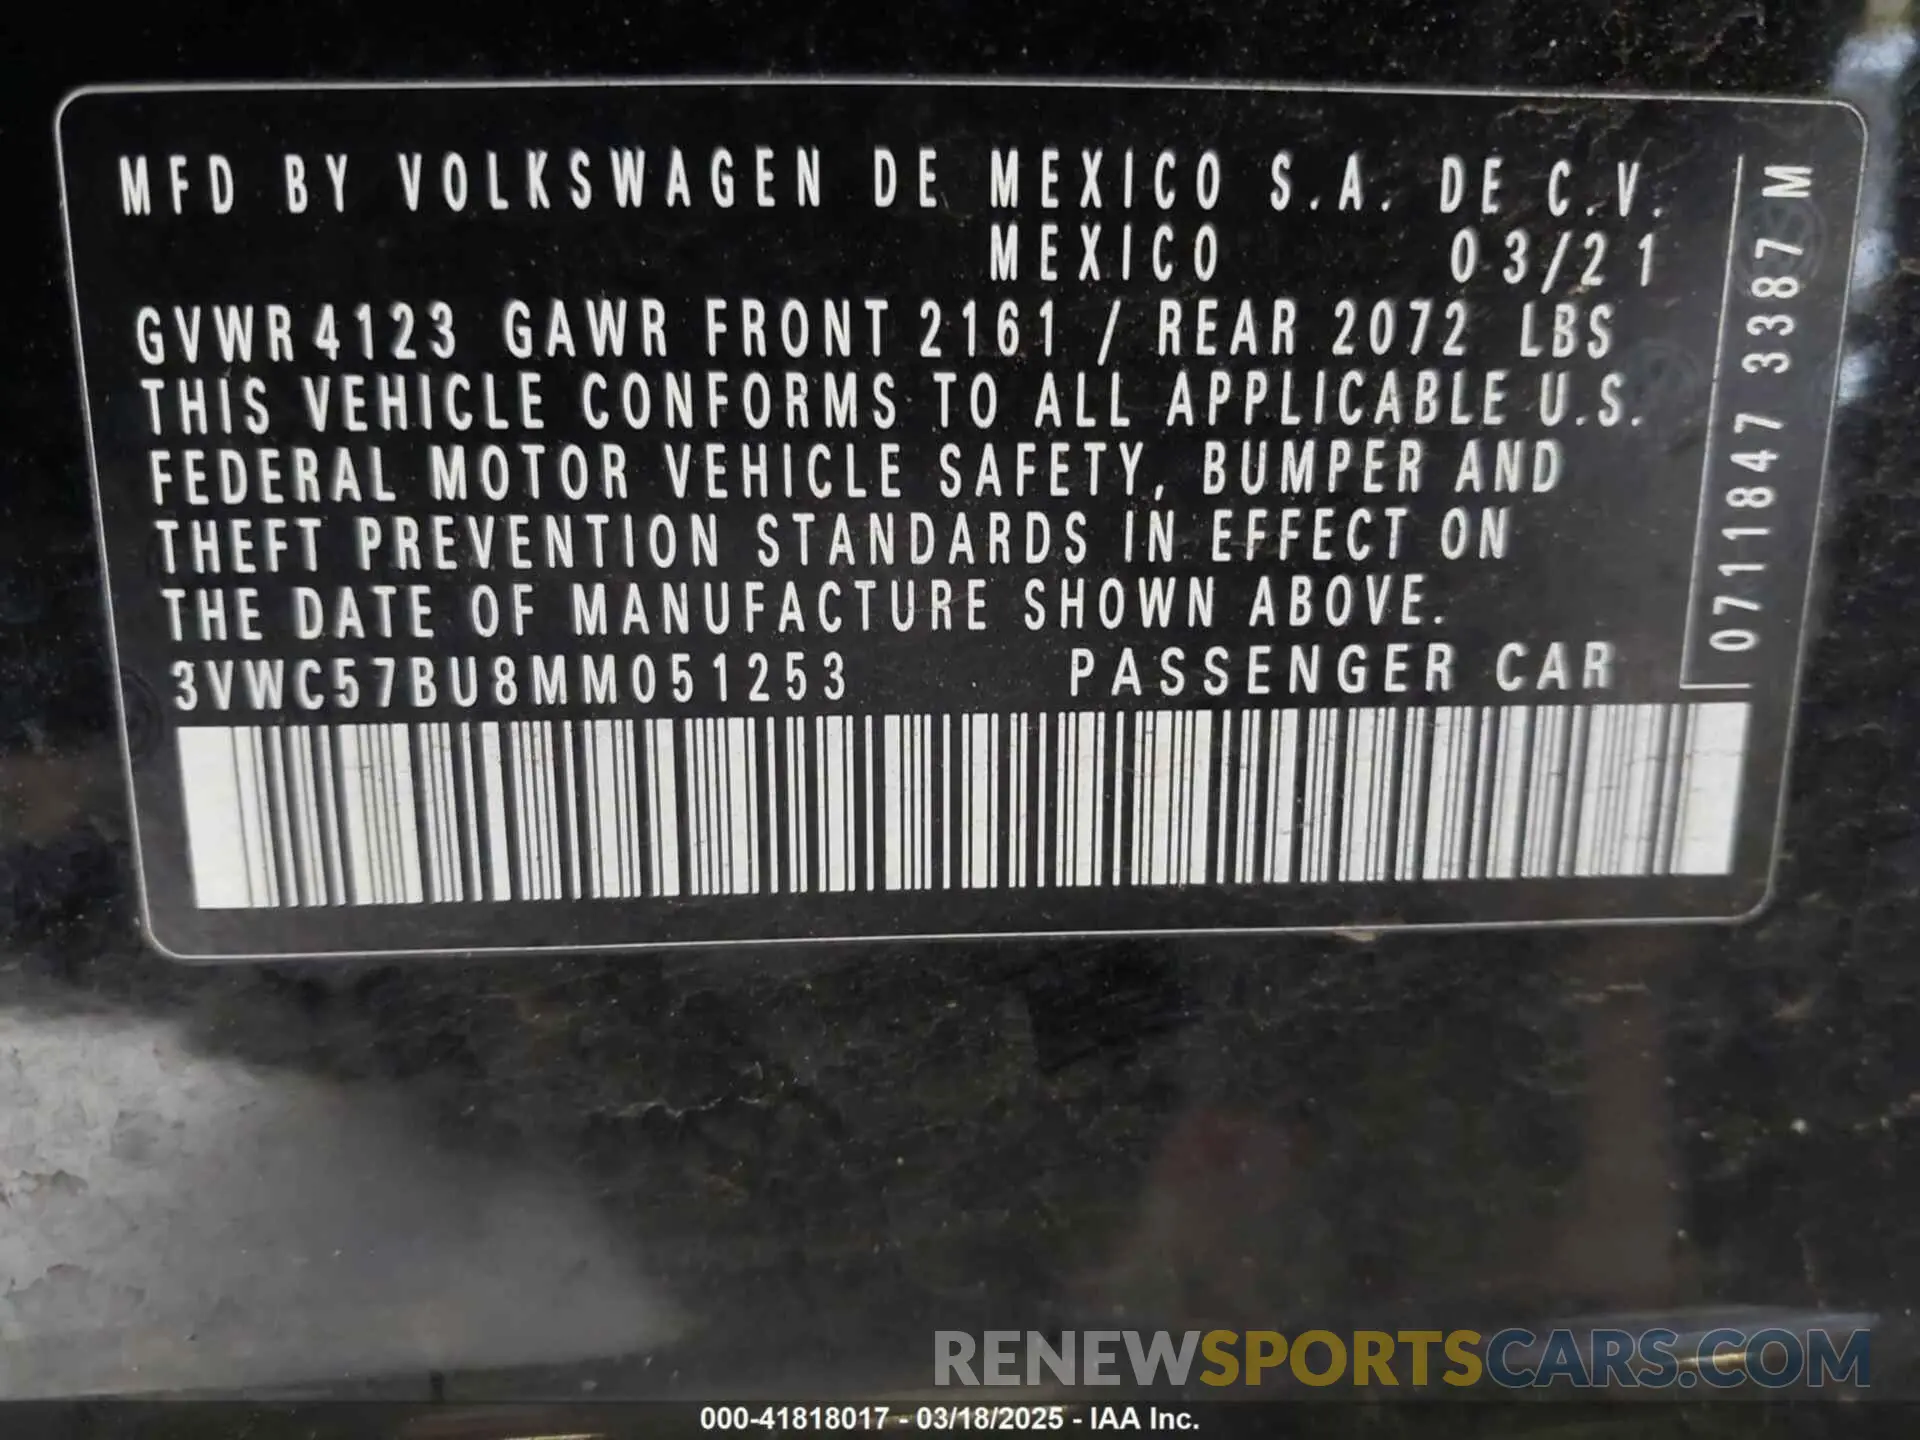 MFD BY VOLKSWAGEN DE MEXICO S.A. DE C.V.
MEXICO 03/21
GVWR 4123 GAWR FRONT 2161 / REAR 2072 LBS
THIS VEHICLE CONFORMS TO ALL APPLICABLE U.S.
FEDERAL MOTOR VEHICLE SAFETY, BUMPER AND
THEFT PREVENTION STANDARDS IN EFFECT ON
THE DATE OF MANUFACTURE SHOWN ABOVE.
3VWC57BU8MM051253 PASSENGER CAR
0711847 3387 M
RENEWSPORTSCARS.COM
000-41818017 - 03/18/2025 - IAA Inc.